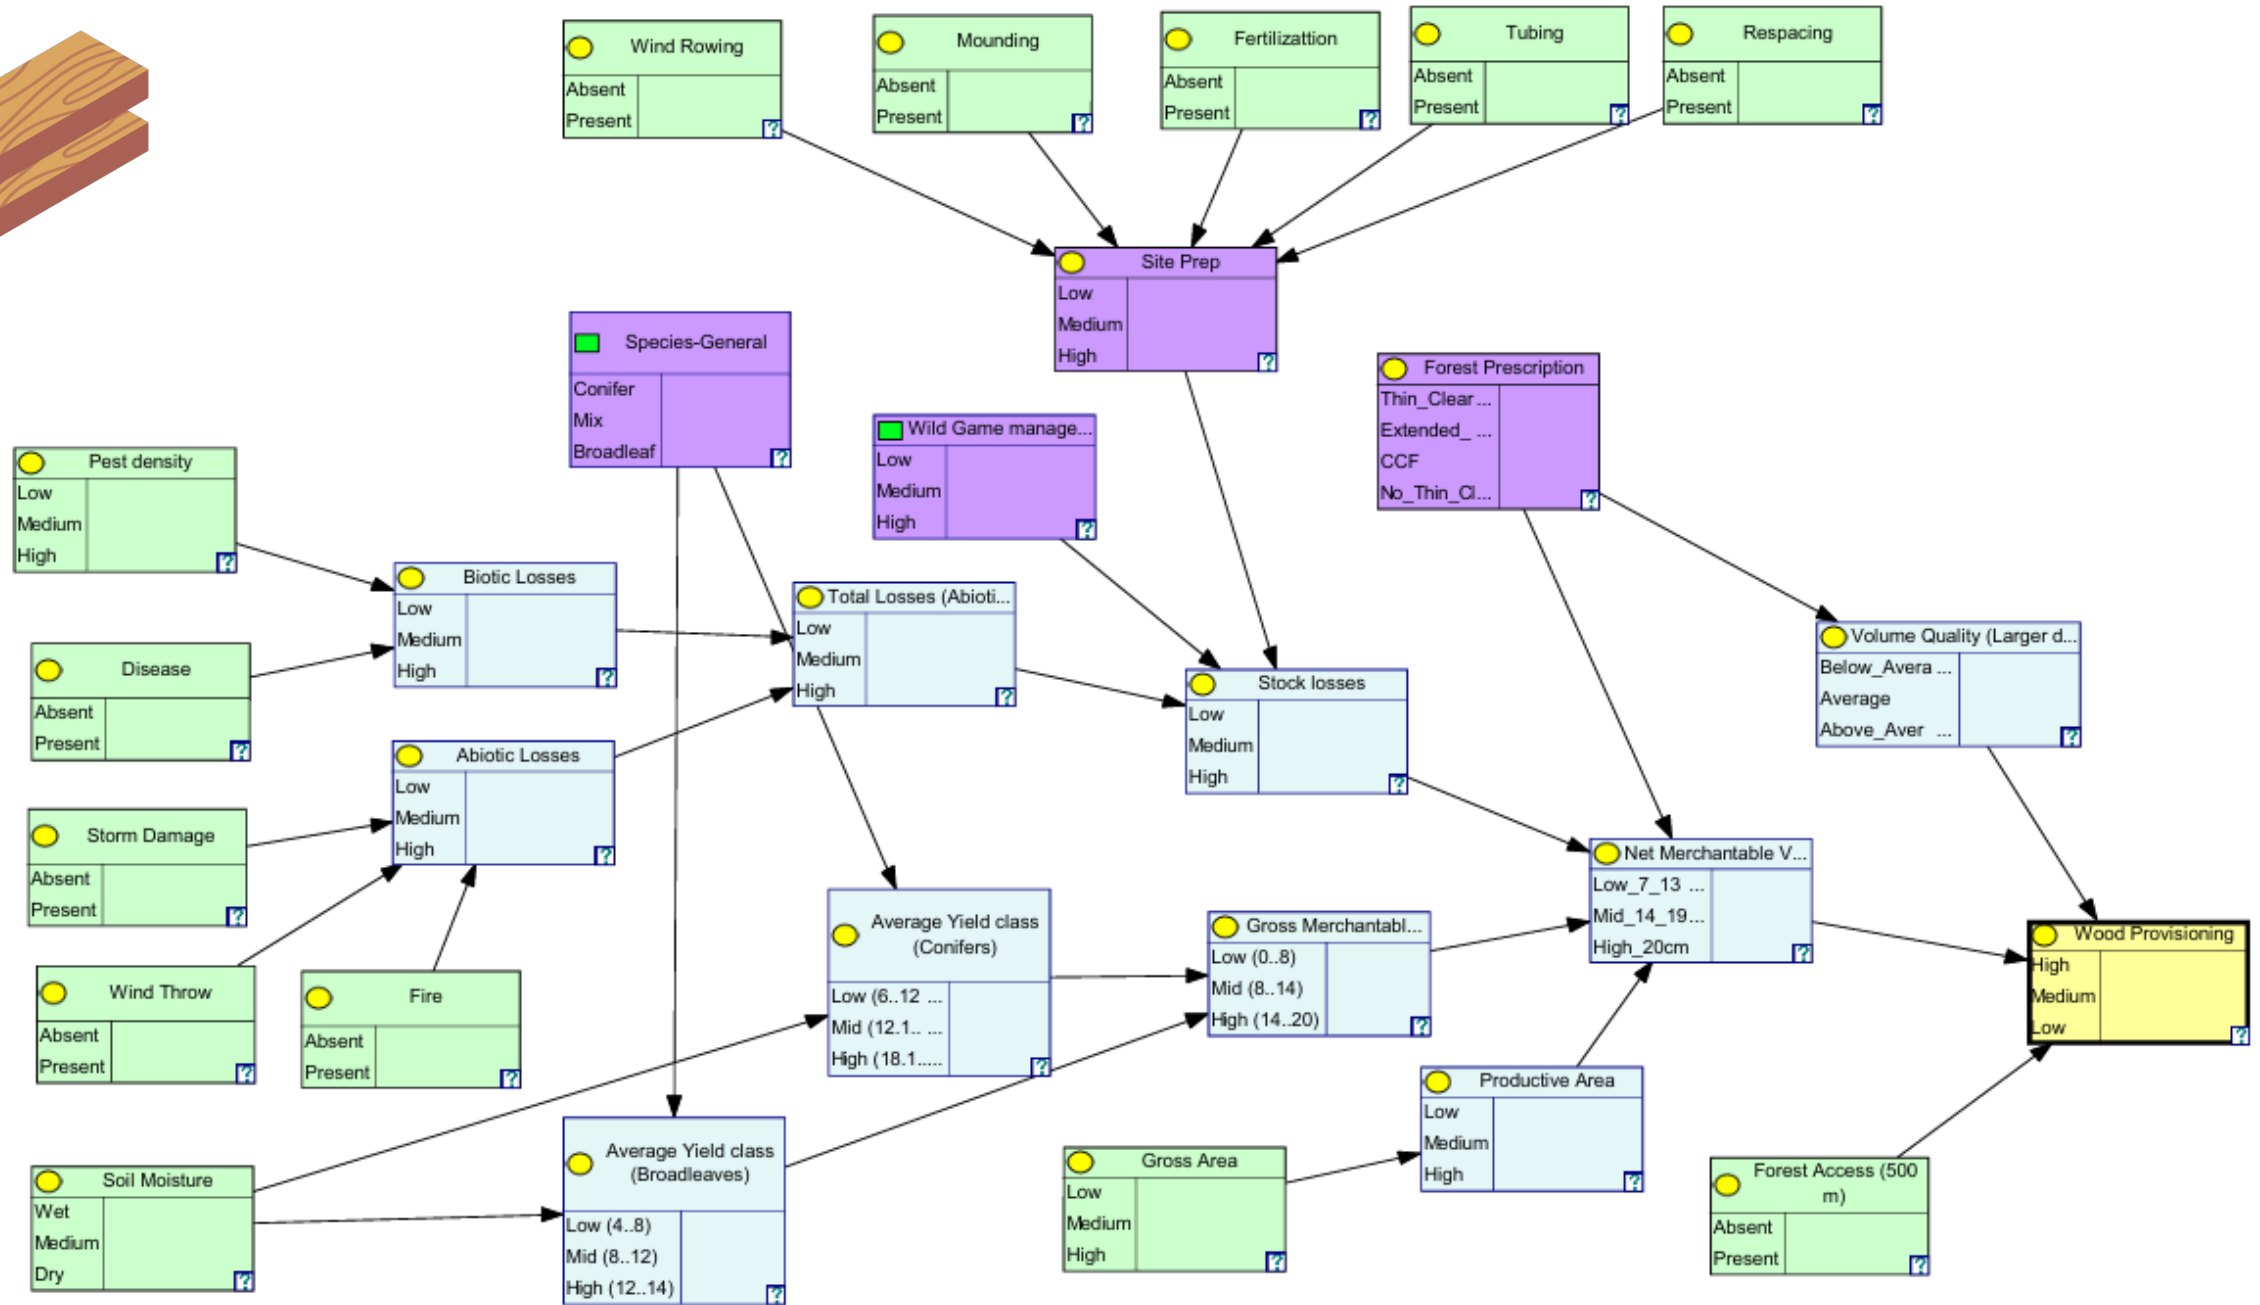 Wind Rowing
Absent
Present
?
Mounding
Absent
Present
?
Fertilizattion
Absent
Present
?
Tubing
Absent
Present
?
Respacing
Absent
Present
?
Site Prep
Low
Medium
High
?
Species-General
Conifer
Mix
Broadleaf
?
Forest Prescription
Thin_Clear ...
Extended_ ...
CCF
No_Thin_Cl...
?
Wild Game manage...
Low
Medium
High
?
Pest density
Low
Medium
High
?
Biotic Losses
Low
Medium
High
?
Total Losses (Abioti...
Low
Medium
High
?
Disease
Absent
Present
?
Volume Quality (Larger d...
Below_Avera ...
Average
Above_Aver ...
?
Stock losses
Low
Medium
High
?
Abiotic Losses
Low
Medium
High
?
Storm Damage
Absent
Present
?
Net Merchantable V...
Low_7_13 ...
Mid_14_19...
High_20cm
?
Average Yield class
(Conifers)
Low (6..12 ...
Mid (12.1.. ...
High (18.1.....
?
Gross Merchantabl...
Low (0..8)
Mid (8..14)
High (14..20)
?
Wood Provisioning
High
Medium
Low
?
Wind Throw
Absent
Present
?
Fire
Absent
Present
?
Productive Area
Low
Medium
High
?
Average Yield class
(Broadleaves)
Low (4..8)
Mid (8..12)
High (12..14)
?
Gross Area
Low
Medium
High
?
Forest Access (500
m)
Absent
Present
?
Soil Moisture
Wet
Medium
Dry
?